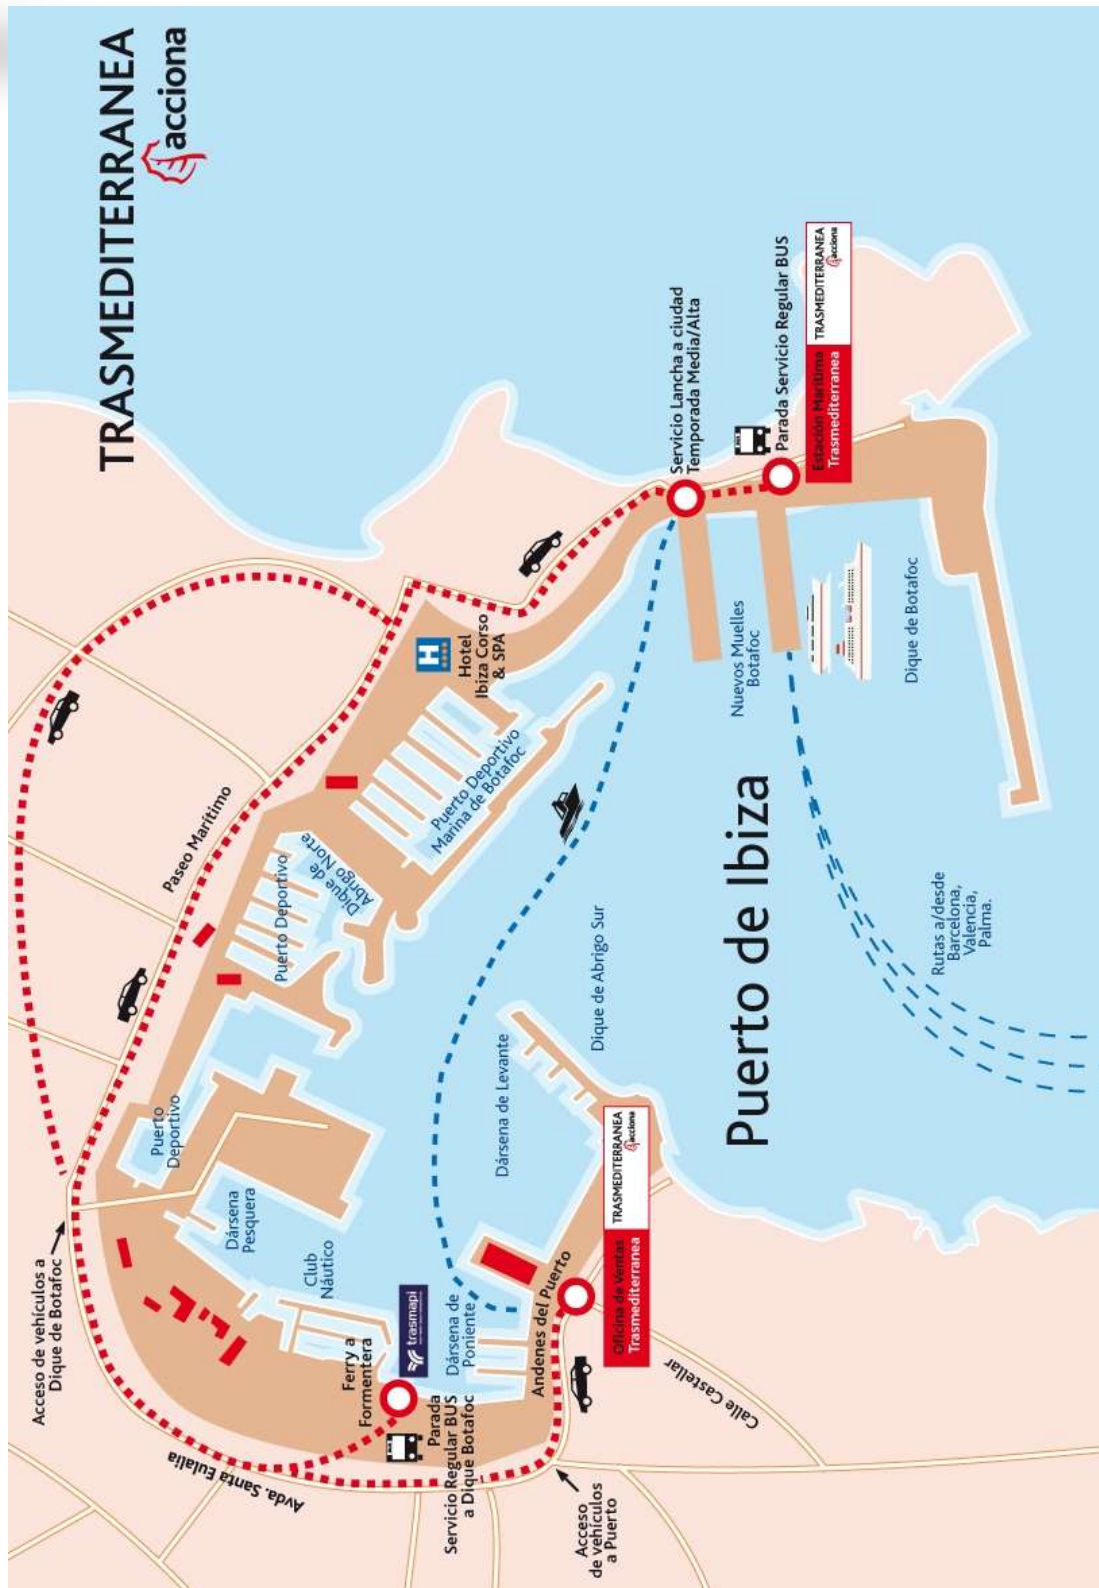 TRASMEDITERRANEA
acciona
Acceso de vehículos a
Dique de Botafoc
Paseo Marítimo
Avda. Santa Eulalia
Puerto
Deportivo
Dársena
Pesquera
Club
Náutico
Puerto Deportivo
Dique de
Abrigo Norte
Hotel
Ibiza Corso
& SPA
H
Puerto Deportivo
Marina de Botafoc
Ferry a
Formentera
trasmapi
Parada
Servicio Regular BUS
a Dique Botafoc
Dársena de
Poniente
Andenes del Puerto
Dársena de Levante
Dique de Abrigo Sur
Servicio Lancha a ciudad
Temporada Media/Alta
Parada Servicio Regular BUS
Estación Marítima
Trasmediterranea
TRASMEDITERRANEA
acciona
Nuevos Muelles
Botafoc
Dique de Botafoc
Puerto de Ibiza
Rutas a/desde
Barcelona,
Valencia,
Palma.
Acceso
de vehículos
a Puerto
Oficina de Ventas
Trasmediterranea
TRASMEDITERRANEA
acciona
Calle Castellar